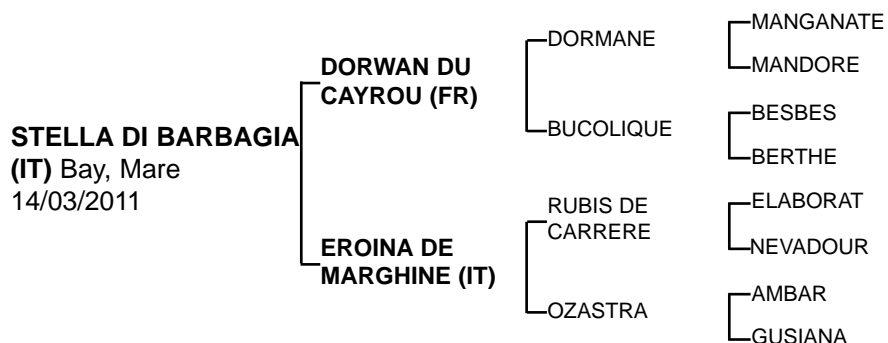 STELLA DI BARBAGIA
(IT) Bay, Mare
14/03/2011
DORWAN DU
CAYROU (FR)
EROINA DE
MARGHINE (IT)
DORMANE
BUCOLIQUE
RUBIS DE
CARRERE
OZASTRA
MANGANATE
MANDORE
BESBES
BERTHE
ELABORAT
NEVADOUR
AMBAR
GUSIANA